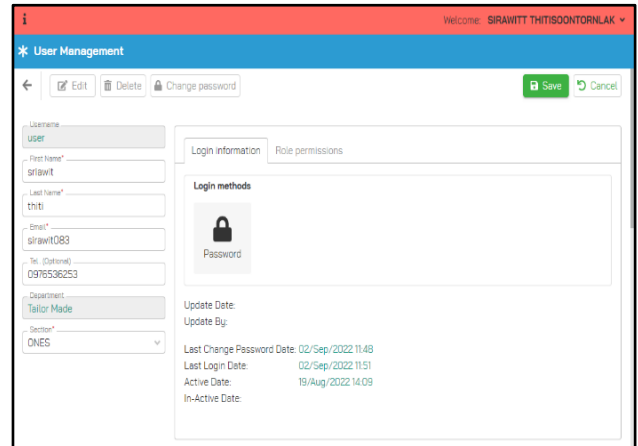 i
Welcome: SIRAWITT THITISOONTORNLAK
User Management
Edit Delete Change password Save Cancel
Username
user
First Name*
sriawit
Last Name*
thiti
Email*
sirawit083
Tel. (Optional)
0976536253
Department
Tailor Made
Section*
ONES
Login information Role permissions
Login methods
Password
Update Date:
Update By:
Last Change Password Date: 02/Sep/2022 11:48
Last Login Date: 02/Sep/2022 11:51
Active Date: 19/Aug/2022 14:09
In-Active Date: